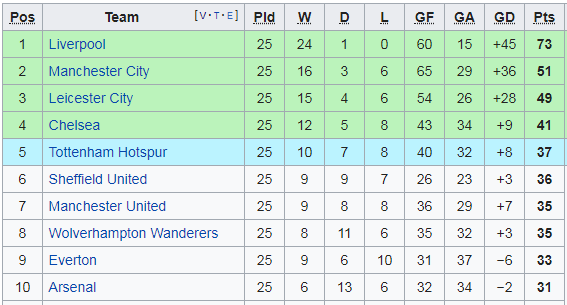 Pos Team [V·T·E] Pld W D L GF GA GD Pts
1 Liverpool 25 24 1 0 60 15 +45 73
2 Manchester City 25 16 3 6 65 29 +36 51
3 Leicester City 25 15 4 6 54 26 +28 49
4 Chelsea 25 12 5 8 43 34 +9 41
5 Tottenham Hotspur 25 10 7 8 40 32 +8 37
6 Sheffield United 25 9 9 7 26 23 +3 36
7 Manchester United 25 9 8 8 36 29 +7 35
8 Wolverhampton Wanderers 25 8 11 6 35 32 +3 35
9 Everton 25 9 6 10 31 37 −6 33
10 Arsenal 25 6 13 6 32 34 −2 31